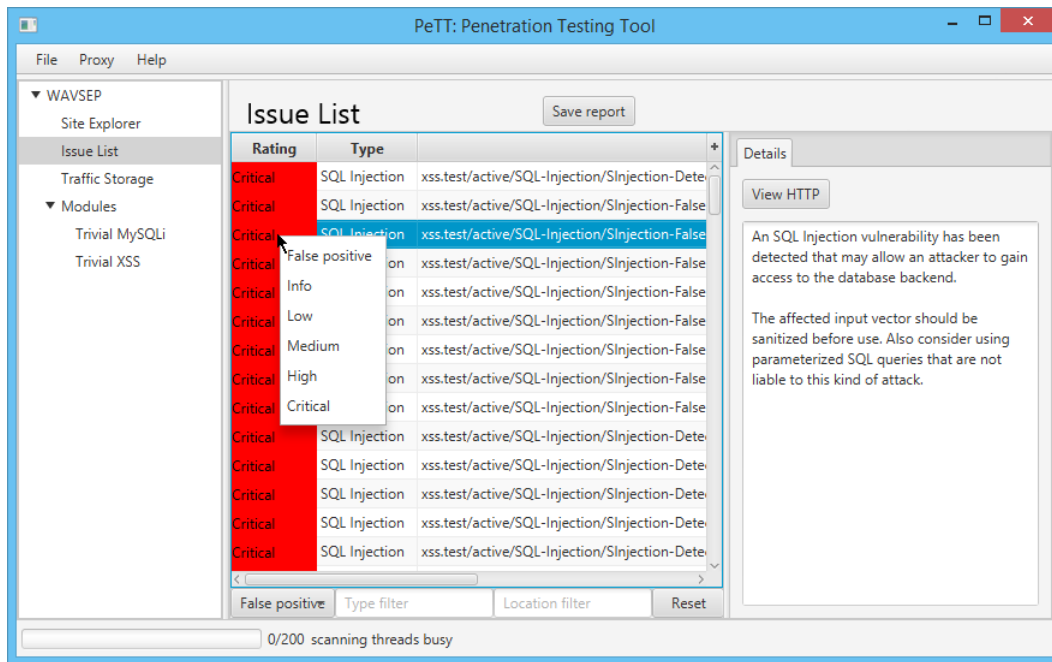 PeTT: Penetration Testing Tool
File Proxy Help
WAVSEP
Site Explorer
Issue List
Traffic Storage
Modules
Trivial MySQLi
Trivial XSS
Issue List
Save report
Rating Type +
Critical SQL Injection xss.test/active/SQL-Injection/SInjection-Dete
Critical SQL Injection xss.test/active/SQL-Injection/SInjection-False
Critical SQL Injection xss.test/active/SQL-Injection/SInjection-False
Critical on xss.test/active/SQL-Injection/SInjection-False
Critical on xss.test/active/SQL-Injection/SInjection-False
Critical on xss.test/active/SQL-Injection/SInjection-False
Critical on xss.test/active/SQL-Injection/SInjection-False
Critical on xss.test/active/SQL-Injection/SInjection-False
Critical on xss.test/active/SQL-Injection/SInjection-False
Critical SQL Injection xss.test/active/SQL-Injection/SInjection-Dete
Critical SQL Injection xss.test/active/SQL-Injection/SInjection-Dete
Critical SQL Injection xss.test/active/SQL-Injection/SInjection-Dete
Critical SQL Injection xss.test/active/SQL-Injection/SInjection-Dete
Critical SQL Injection xss.test/active/SQL-Injection/SInjection-Dete
False positive
Info
Low
Medium
High
Critical
False positive Type filter Location filter Reset
Details
View HTTP
An SQL Injection vulnerability has been
detected that may allow an attacker to gain
access to the database backend.
The affected input vector should be
sanitized before use. Also consider using
parameterized SQL queries that are not
liable to this kind of attack.
0/200 scanning threads busy